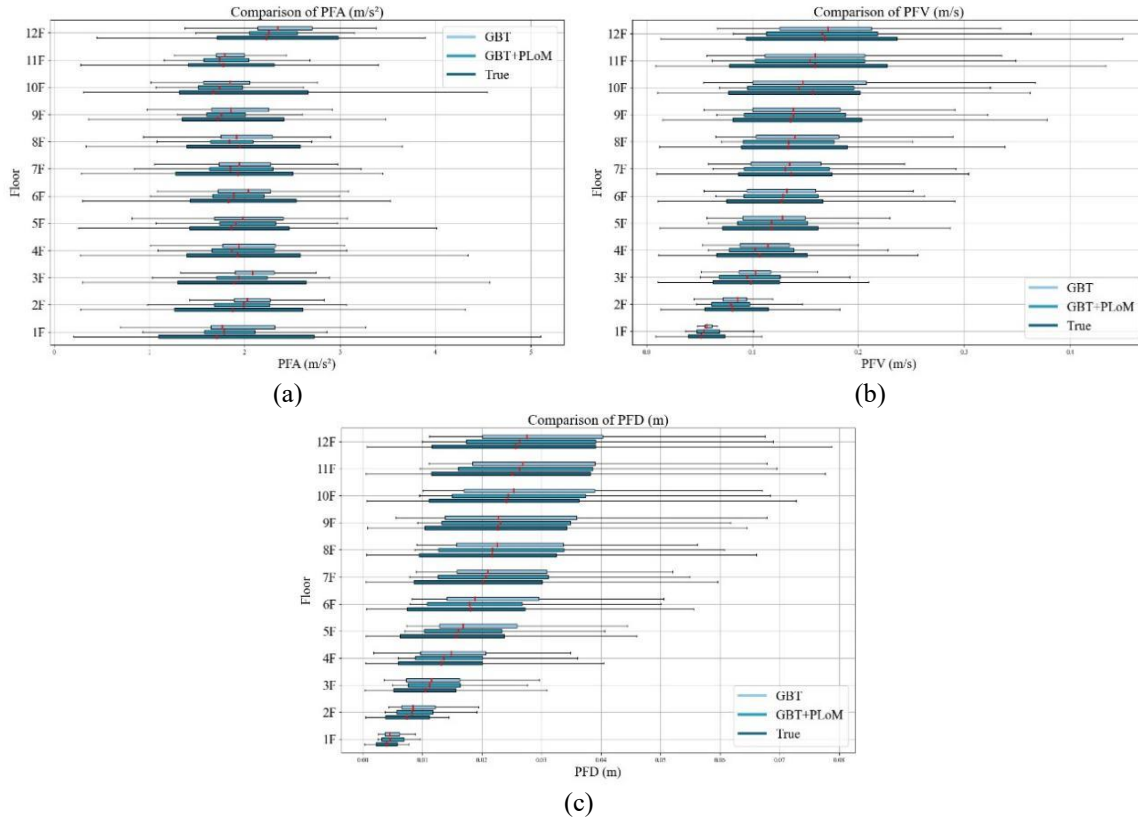 Comparison of PFA (m/s²)
GBT
GBT+PLoM
True
12F
11F
10F
9F
8F
7F
6F
5F
4F
3F
2F
1F
Floor
0 1 2 3 4 5
PFA (m/s²)
(a)
Comparison of PFV (m/s)
12F
11F
10F
9F
8F
7F
6F
5F
4F
3F
2F
1F
Floor
GBT
GBT+PLoM
True
0.0 0.1 0.2 0.3 0.4
PFV (m/s)
(b)
Comparison of PFD (m)
12F
11F
10F
9F
8F
7F
6F
5F
4F
3F
2F
1F
Floor
GBT
GBT+PLoM
True
0.00 0.01 0.02 0.03 0.04 0.05 0.06 0.07 0.08
PFD (m)
(c)